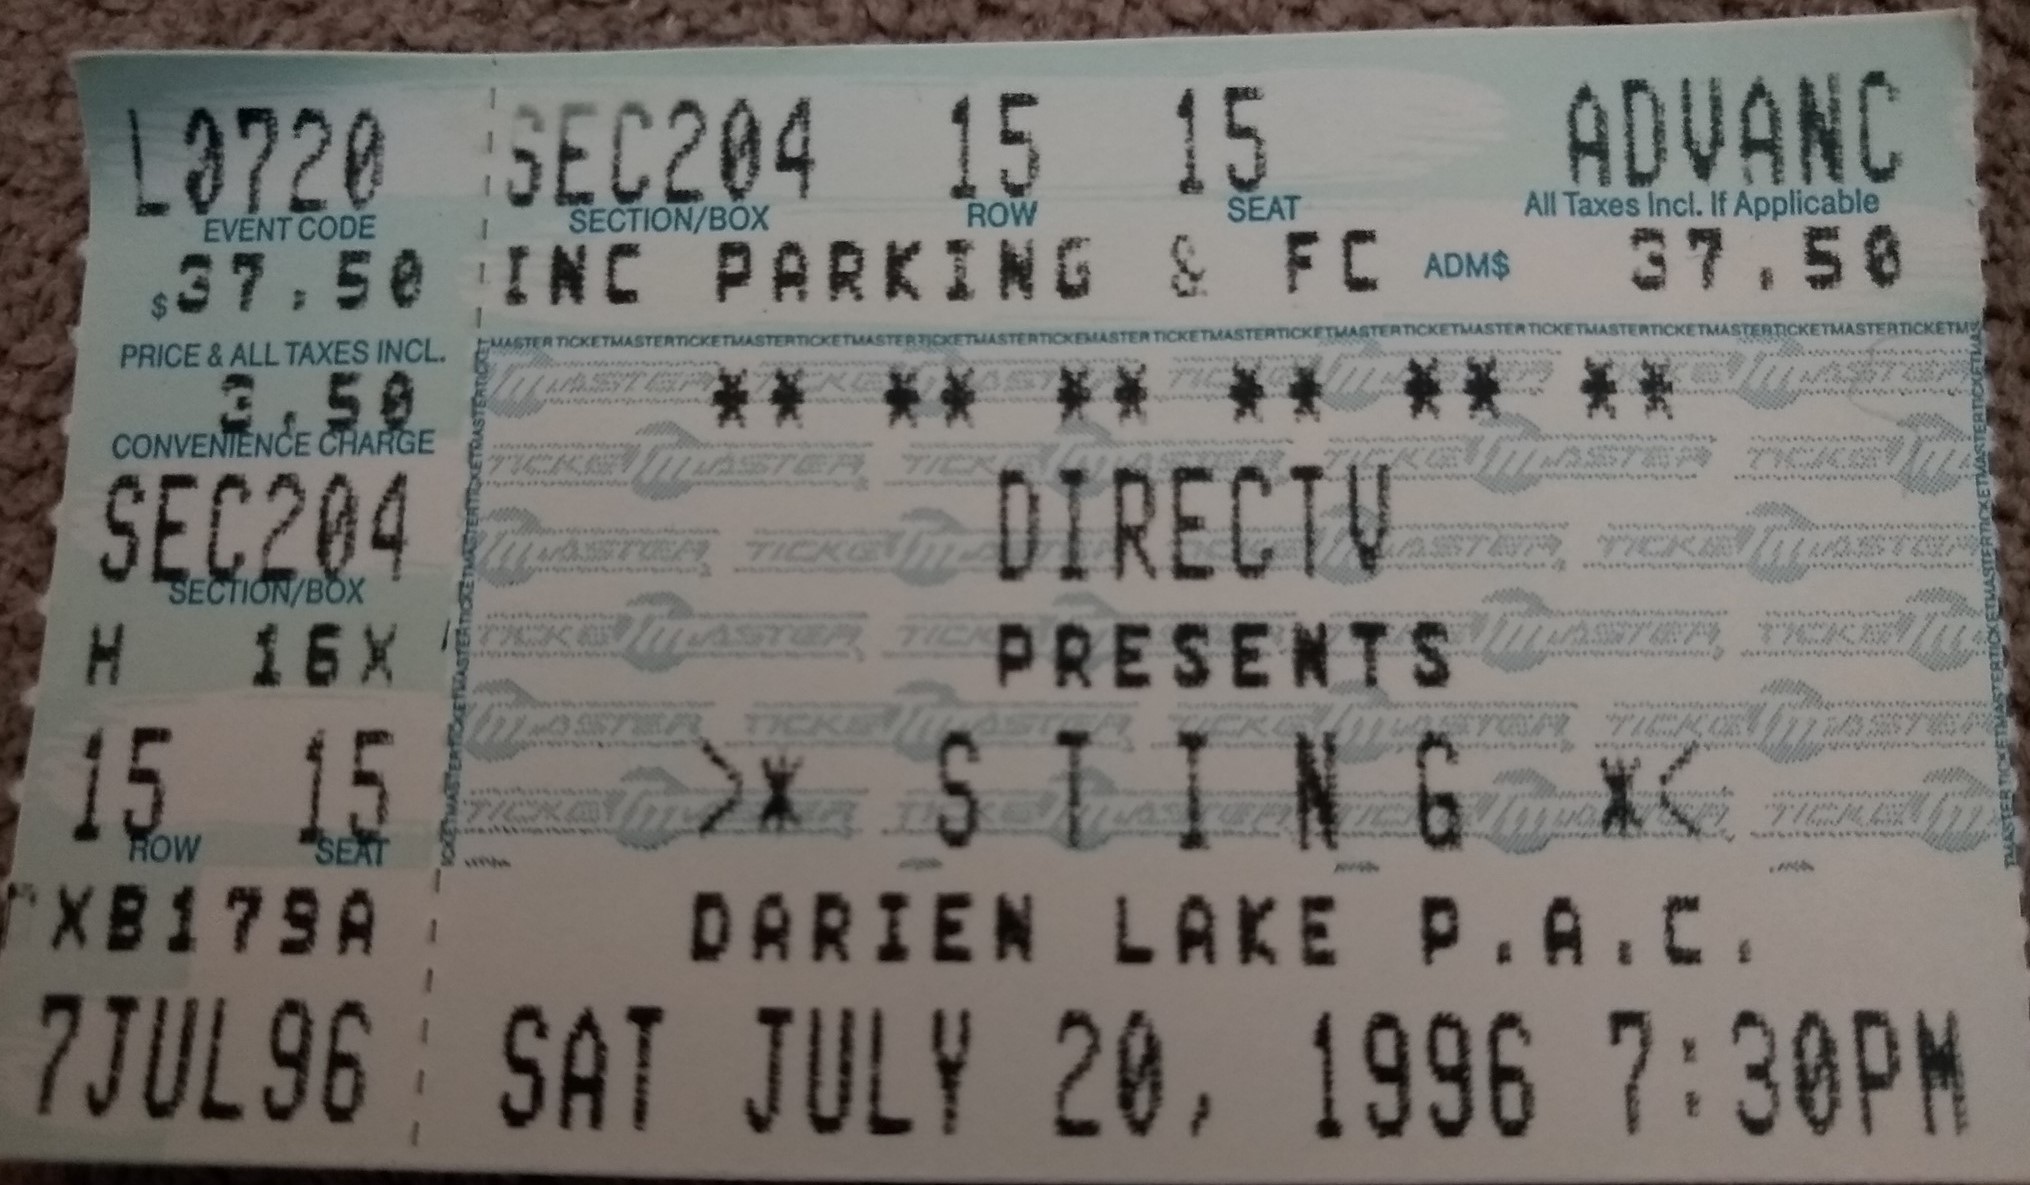 L0720
EVENT CODE
$ 37.50
PRICE & ALL TAXES INCL.
3.50
CONVENIENCE CHARGE
SEC204
SECTION/BOX
H 16X
15 15
ROW SEAT
XB179A
7JUL96
SEC204 15 15 ADVANC
SECTION/BOX ROW SEAT All Taxes Incl. If Applicable
INC PARKING & FC ADM$ 37.50
MASTERTICKETMASTERTICKETMASTERTICKETMASTERTICKETMASTERTICKETMASTERTICKETMASTERTICKETMASTERTICKETMASTERTICKETMASTERTICKETM
** ** ** ** ** **
DIRECTV
PRESENTS
>* S T I N G *<
DARIEN LAKE P.A.C.
SAT JULY 20, 1996 7:30PM